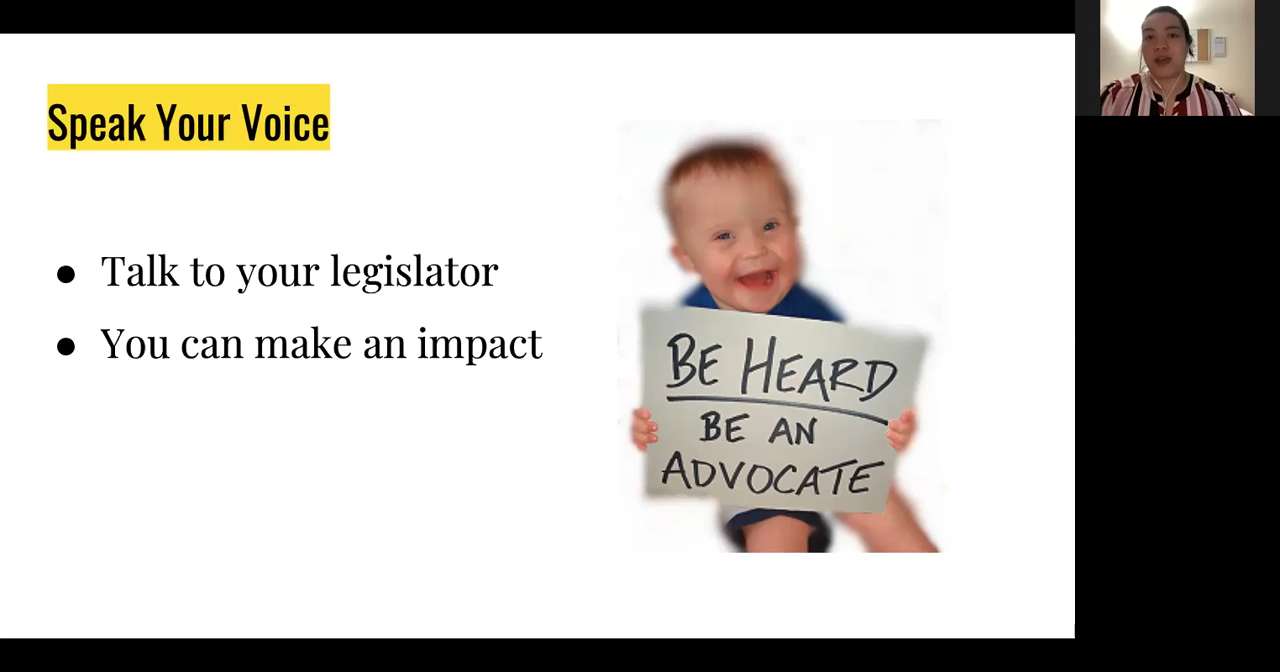 Speak Your Voice
● Talk to your legislator
● You can make an impact
BE HEARD
BE AN
ADVOCATE